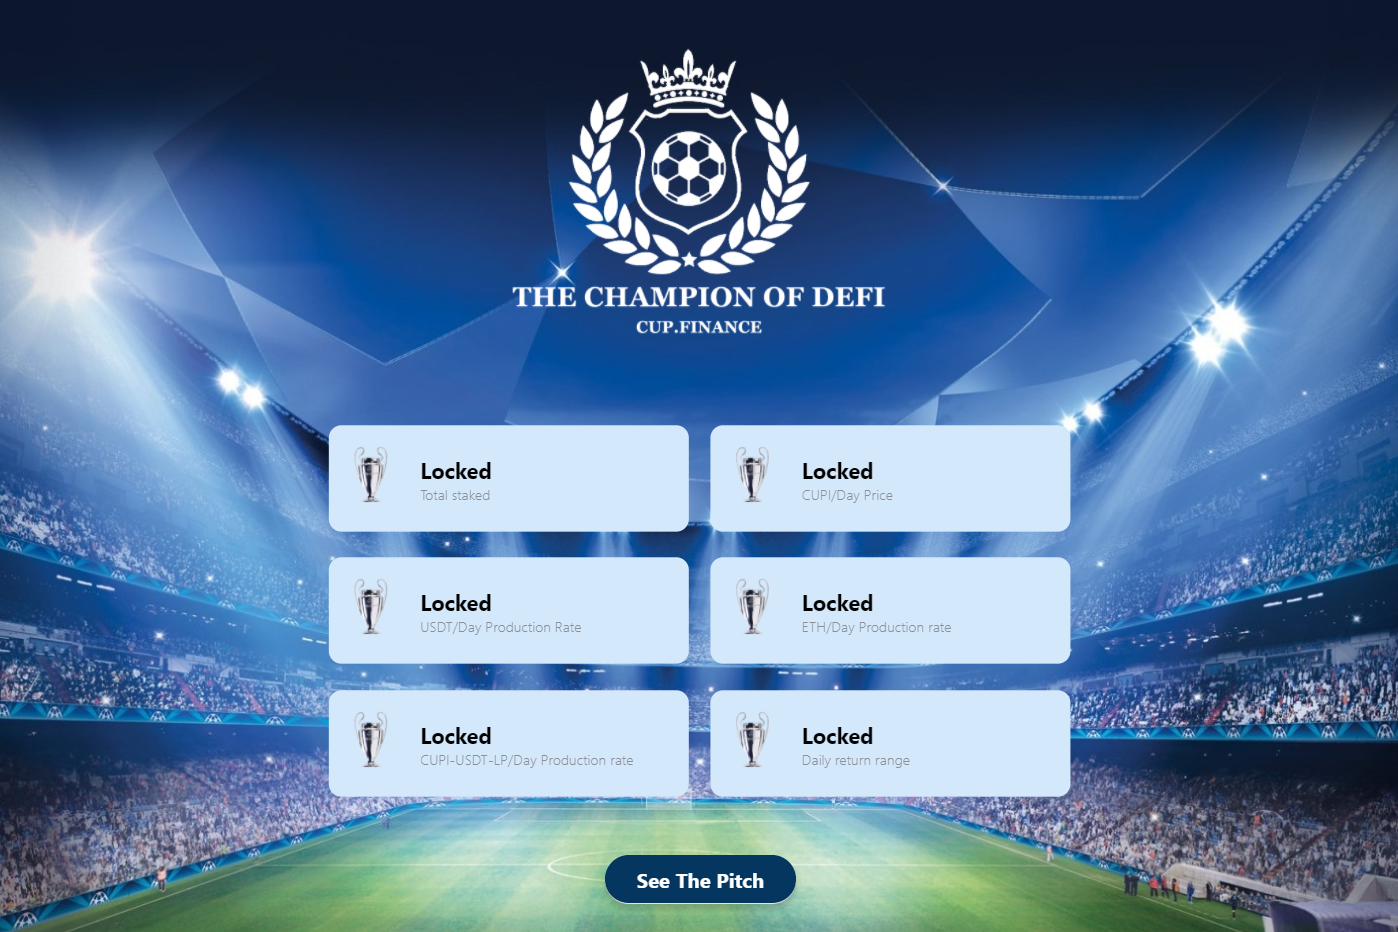 THE CHAMPION OF DEFI
CUP.FINANCE
Locked
Total staked
Locked
CUPI/Day Price
Locked
USDT/Day Production Rate
Locked
ETH/Day Production rate
Locked
CUPI-USDT-LP/Day Production rate
Locked
Daily return range
See The Pitch